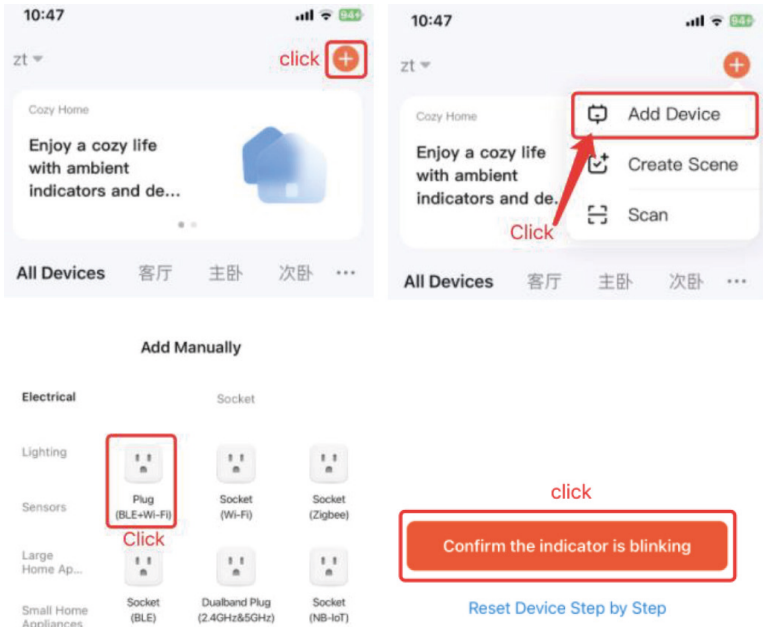 10:47
94+
zt
click
Cozy Home
Enjoy a cozy life
with ambient
indicators and de...
All Devices
客厅
主卧
次卧
10:47
94+
zt
Add Device
Cozy Home
Create Scene
Enjoy a cozy life
with ambient
indicators and de.
Scan
Click
All Devices
客厅
主卧
次卧
Add Manually
Electrical
Socket
Lighting
Sensors
Large
Home Ap...
Small Home
Appliances
Plug
(BLE+Wi-Fi)
Click
Socket
(Wi-Fi)
Socket
(Zigbee)
Socket
(BLE)
Dualband Plug
(2.4GHz&5GHz)
Socket
(NB-IoT)
click
Confirm the indicator is blinking
Reset Device Step by Step